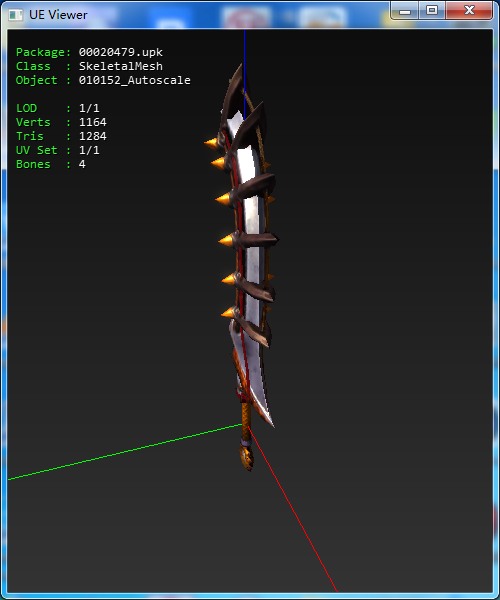 UE Viewer
Package: 00020479.upk
Class : SkeletalMesh
Object : 010152_Autoscale
LOD : 1/1
Verts : 1164
Tris : 1284
UV Set : 1/1
Bones : 4